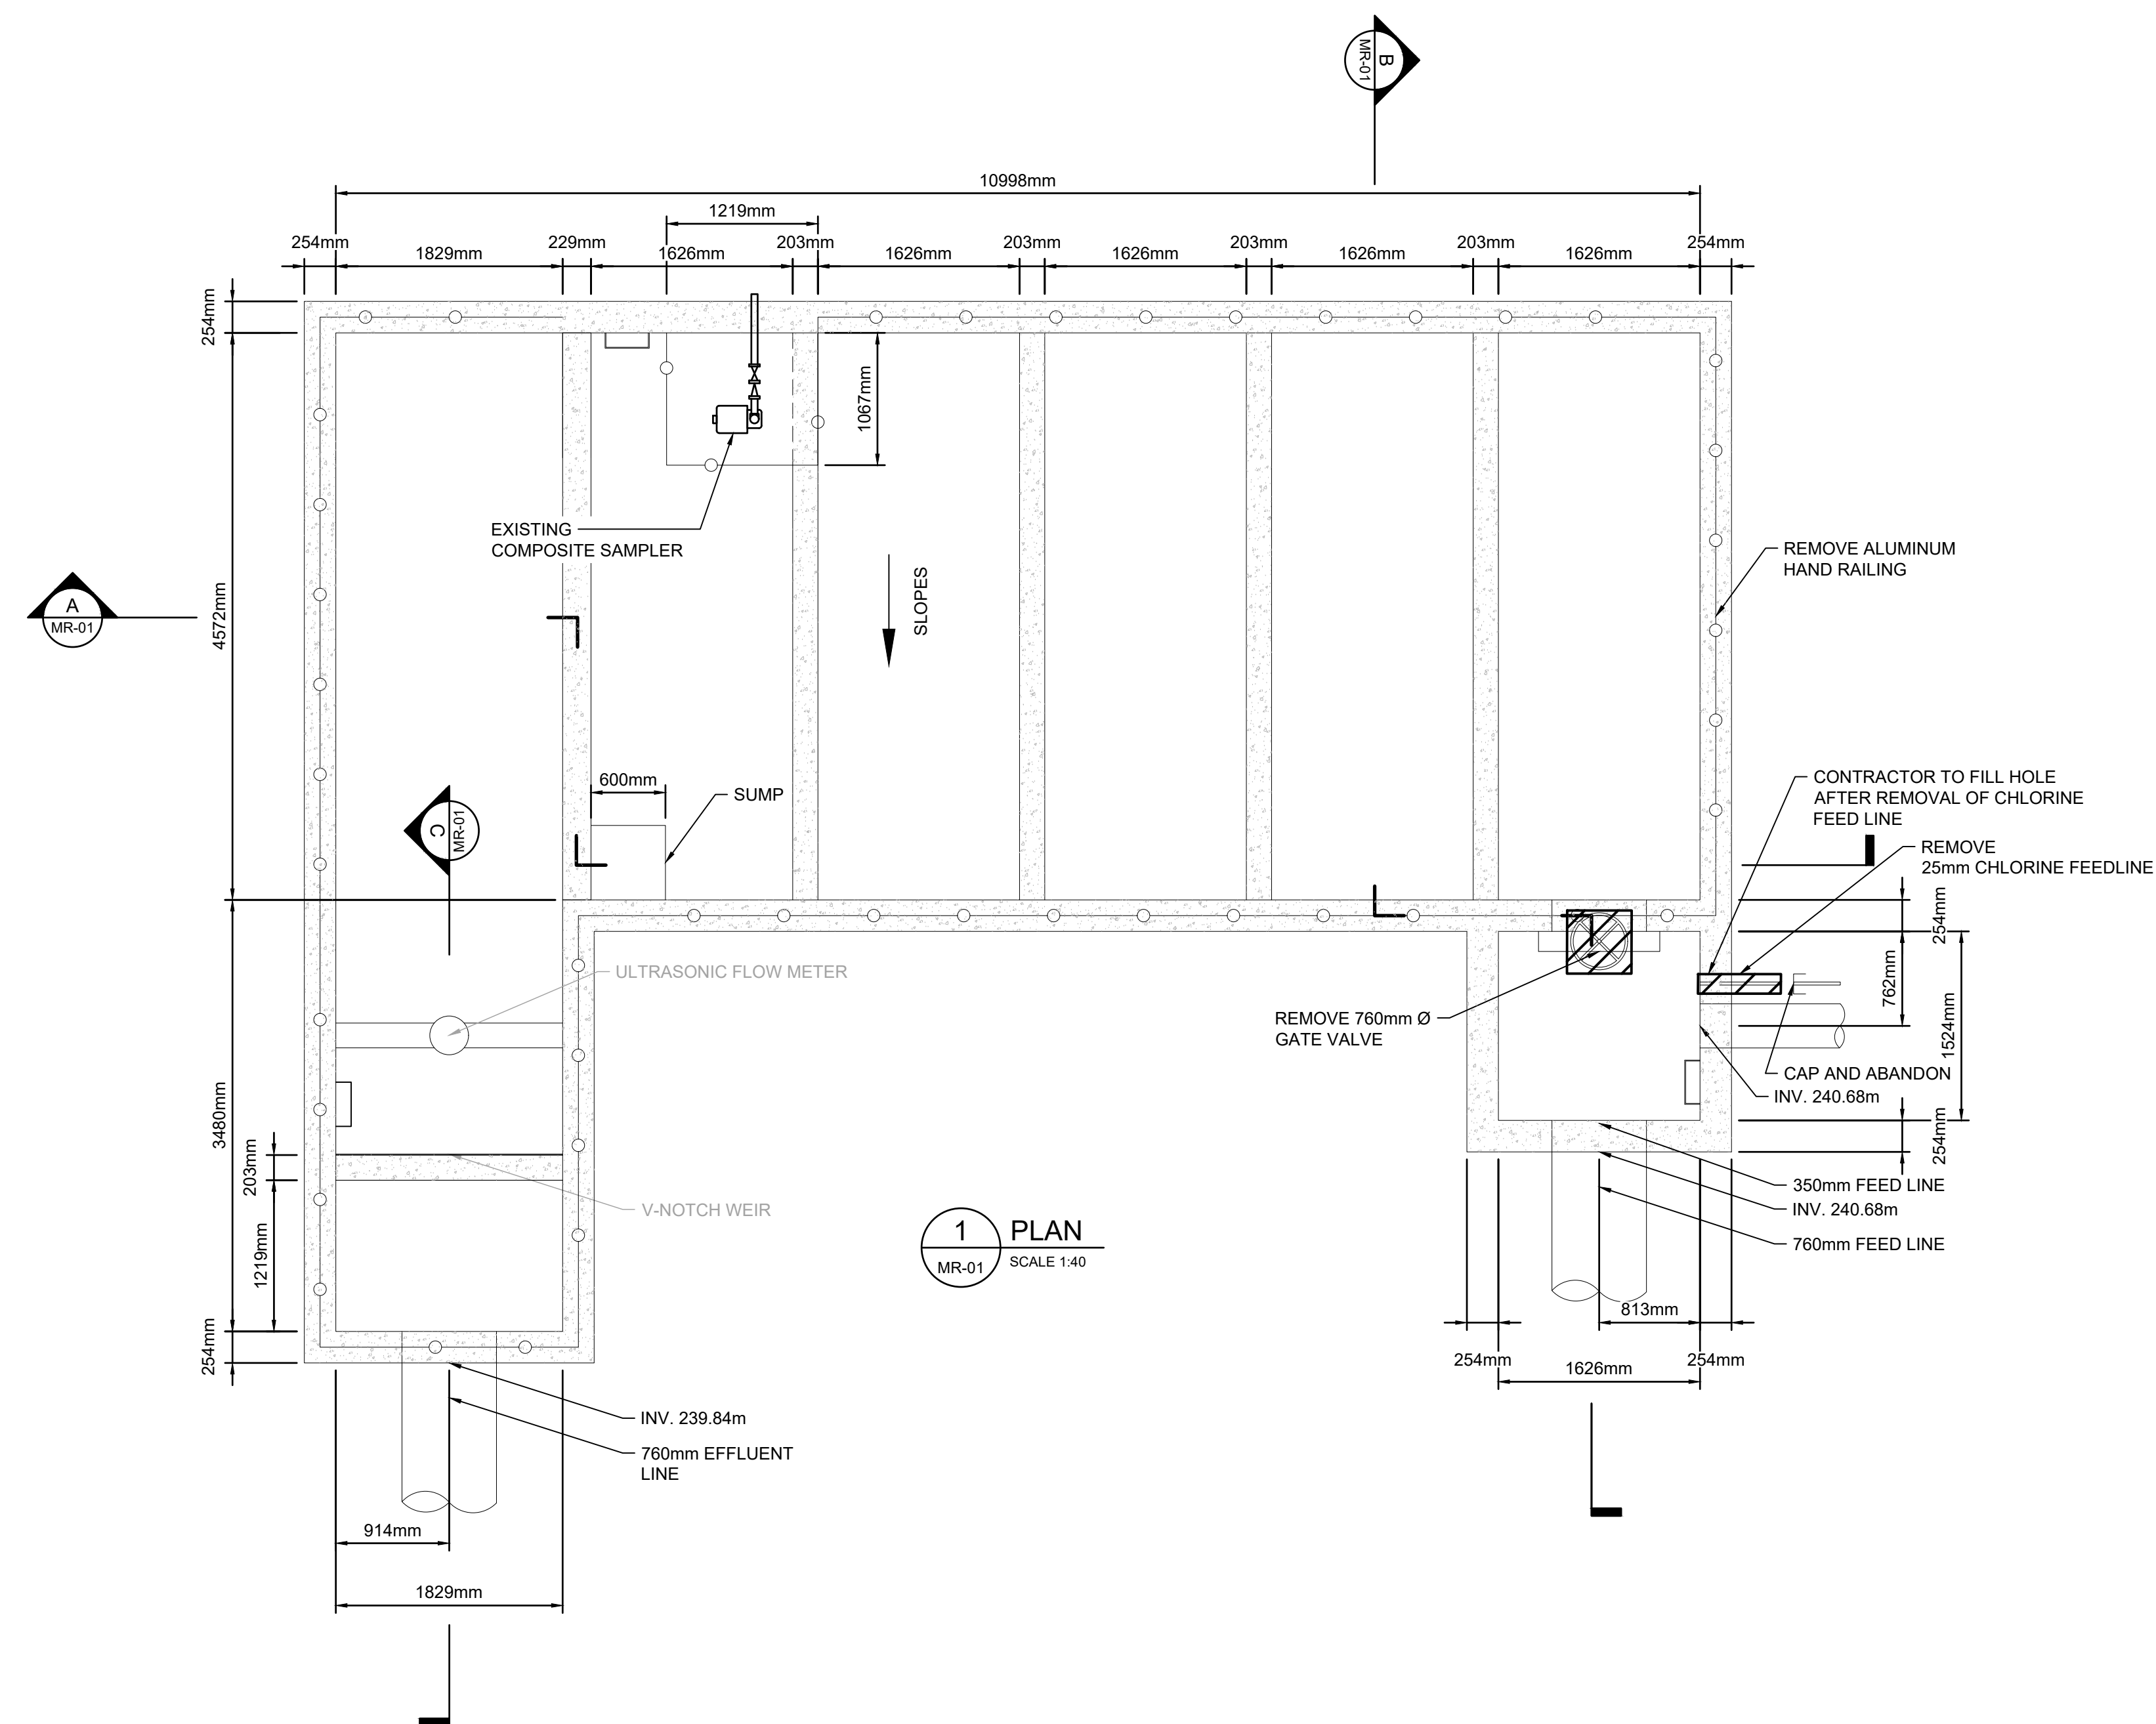 B
MR-01
10998mm
1219mm
254mm
1829mm
229mm
1626mm
203mm
1626mm
203mm
1626mm
203mm
1626mm
203mm
1626mm
254mm
254mm
1067mm
EXISTING
COMPOSITE SAMPLER
SLOPES
REMOVE ALUMINUM
HAND RAILING
4572mm
A
MR-01
600mm
SUMP
C
MR-01
CONTRACTOR TO FILL HOLE
AFTER REMOVAL OF CHLORINE
FEED LINE
REMOVE
25mm CHLORINE FEEDLINE
254mm
762mm
1524mm
254mm
ULTRASONIC FLOW METER
REMOVE 760mm Ø
GATE VALVE
CAP AND ABANDON
INV. 240.68m
3480mm
203mm
1219mm
254mm
V-NOTCH WEIR
1
MR-01
PLAN
SCALE 1:40
350mm FEED LINE
INV. 240.68m
760mm FEED LINE
813mm
254mm
1626mm
254mm
INV. 239.84m
760mm EFFLUENT
LINE
914mm
1829mm